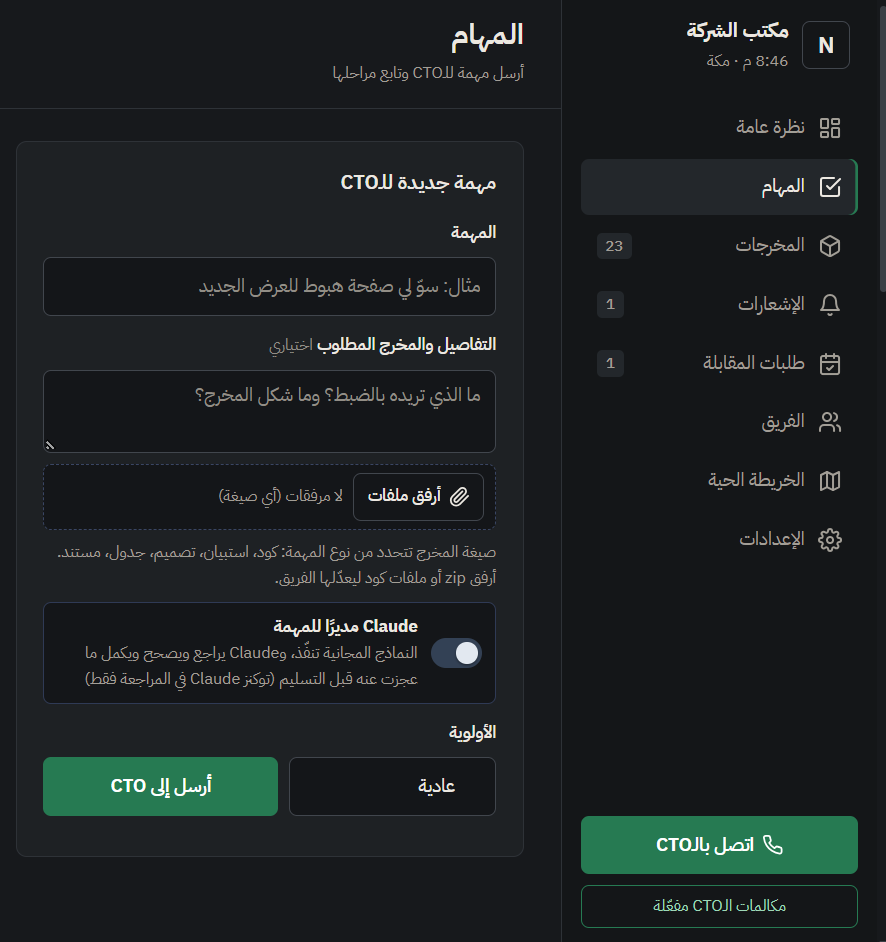 N
مكتب الشركة
8:46 م · مكة
نظرة عامة
المهام
المخرجات
23
الإشعارات
1
طلبات المقابلة
1
الفريق
الخريطة الحية
الإعدادات
اتصل بالـCTO
مكالمات الـCTO مفعّلة
المهام
أرسل مهمة للـCTO وتابع مراحلها
مهمة جديدة للـCTO
المهمة
مثال: سوّ لي صفحة هبوط للعرض الجديد
التفاصيل والمخرج المطلوب اختياري
ما الذي تريده بالضبط؟ وما شكل المخرج؟
أرفق ملفات
لا مرفقات (أي صيغة)
صيغة المخرج تتحدد من نوع المهمة: كود، استبيان، تصميم، جدول، مستند.
أرفق zip أو ملفات كود ليعدّلها الفريق.
Claude مديرًا للمهمة
النماذج المجانية تنفّذ، وClaude يراجع ويصحح ويكمل ما
عجزت عنه قبل التسليم (توكنز Claude في المراجعة فقط)
الأولوية
عادية
أرسل إلى CTO